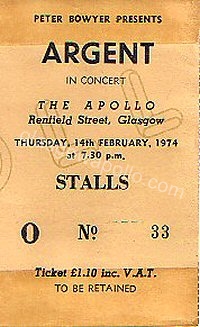 PETER BOWYER PRESENTS
ARGENT
IN CONCERT
THE APOLLO
Renfield Street, Glasgow
THURSDAY, 14th FEBRUARY, 1974
at 7.30 p.m.
STALLS
O No 33
Ticket £1.10 inc. V.A.T.
TO BE RETAINED